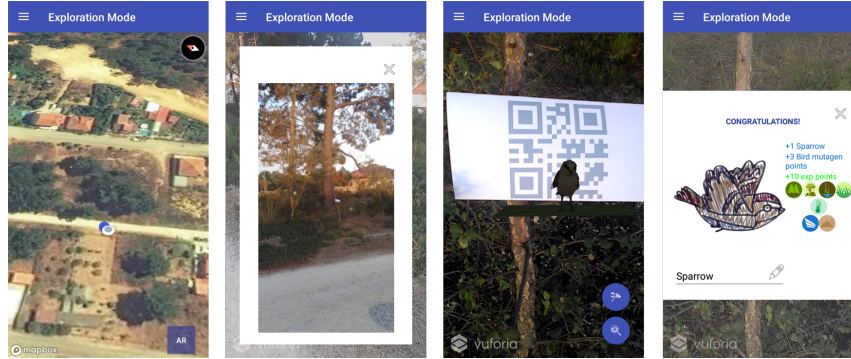 Exploration Mode
AR
mapbox
Exploration Mode
vuforia
Exploration Mode
vuforia
Exploration Mode
CONGRATULATIONS!
+1 Sparrow
+3 Bird mutagen
points
+10 exp points
Sparrow
vuforia